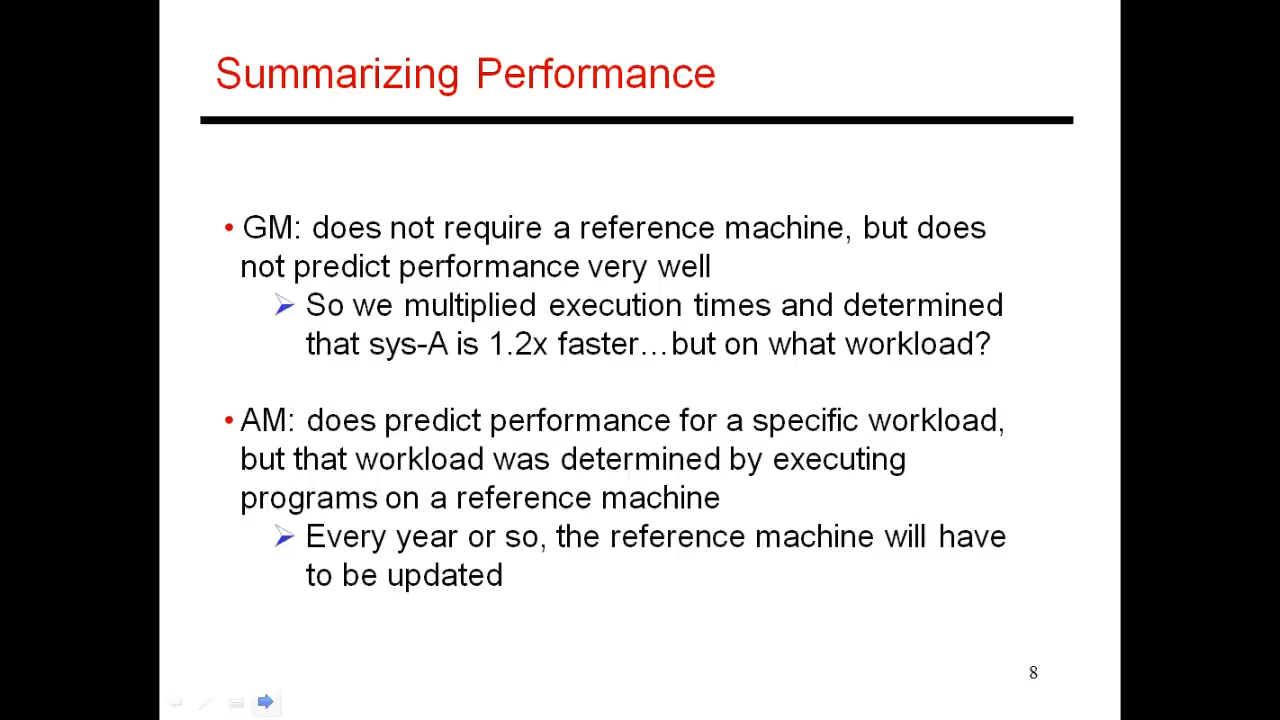 Summarizing Performance
• GM: does not require a reference machine, but does
not predict performance very well
➢ So we multiplied execution times and determined
that sys-A is 1.2x faster…but on what workload?
• AM: does predict performance for a specific workload,
but that workload was determined by executing
programs on a reference machine
➢ Every year or so, the reference machine will have
to be updated
8